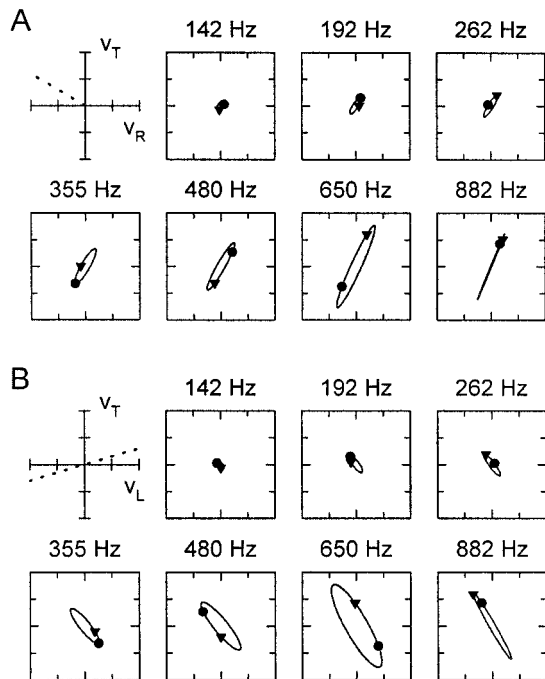 A
V_T
142 Hz
192 Hz
262 Hz
V_R
355 Hz
480 Hz
650 Hz
882 Hz
B
V_T
142 Hz
192 Hz
262 Hz
V_L
355 Hz
480 Hz
650 Hz
882 Hz